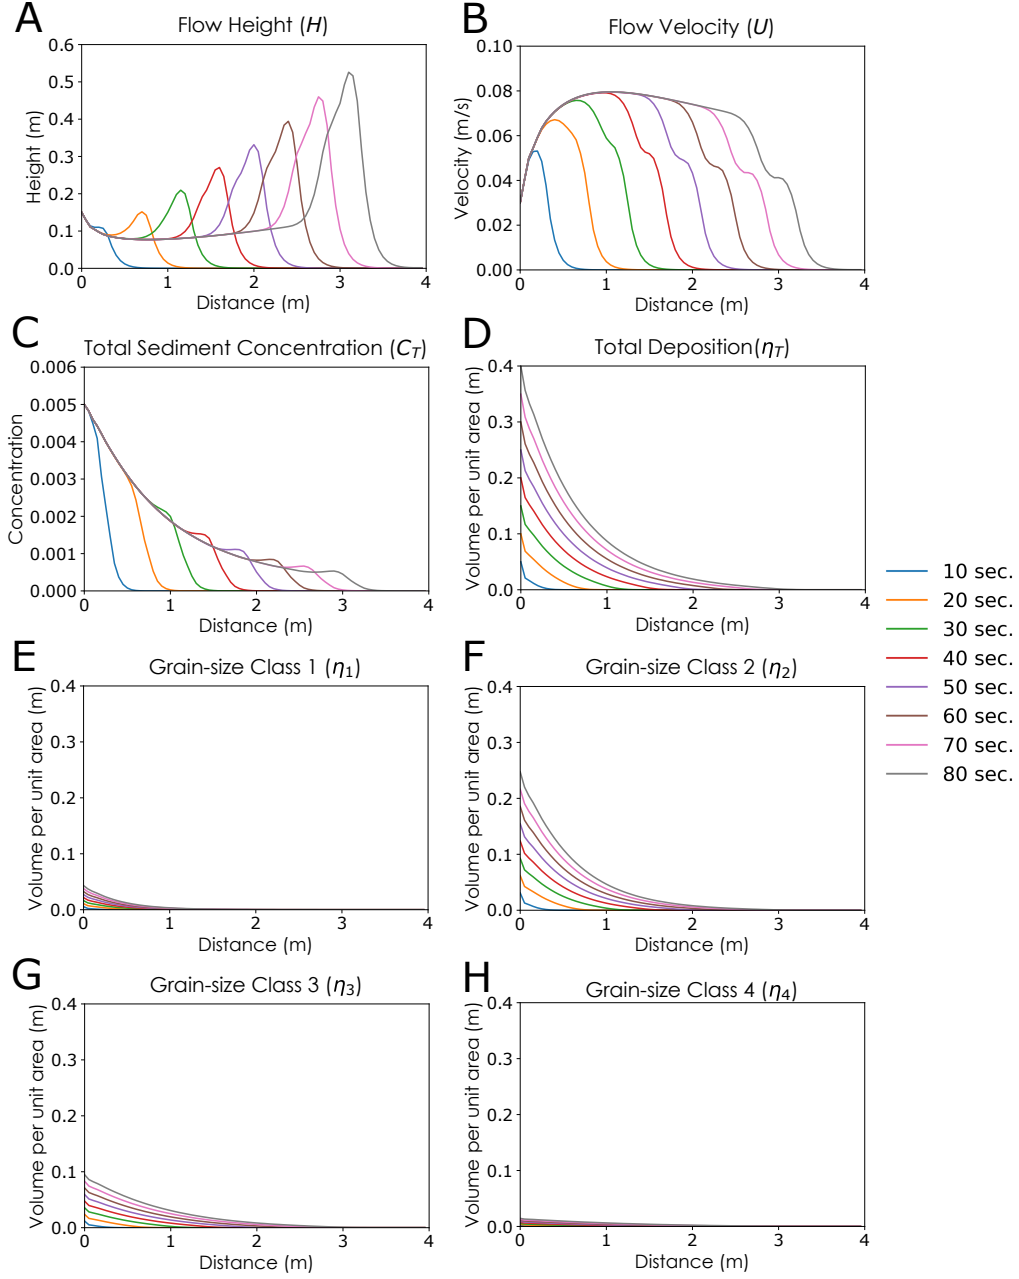 A
Flow Height (H)
0.6
0.5
0.4
0.3
0.2
0.1
0.0
Height (m)
0 1 2 3 4
Distance (m)
B
Flow Velocity (U)
0.10
0.08
0.06
0.04
0.02
0.00
Velocity (m/s)
0 1 2 3 4
Distance (m)
C
Total Sediment Concentration (C_T)
0.006
0.005
0.004
0.003
0.002
0.001
0.000
Concentration
0 1 2 3 4
Distance (m)
D
Total Deposition(η_T)
0.4
0.3
0.2
0.1
0.0
Volume per unit area (m)
0 1 2 3 4
Distance (m)
10 sec.
20 sec.
30 sec.
40 sec.
50 sec.
60 sec.
70 sec.
80 sec.
E
Grain-size Class 1 (η_1)
0.4
0.3
0.2
0.1
0.0
Volume per unit area (m)
0 1 2 3 4
Distance (m)
F
Grain-size Class 2 (η_2)
0.4
0.3
0.2
0.1
0.0
Volume per unit area (m)
0 1 2 3 4
Distance (m)
G
Grain-size Class 3 (η_3)
0.4
0.3
0.2
0.1
0.0
Volume per unit area (m)
0 1 2 3 4
Distance (m)
H
Grain-size Class 4 (η_4)
0.4
0.3
0.2
0.1
0.0
Volume per unit area (m)
0 1 2 3 4
Distance (m)